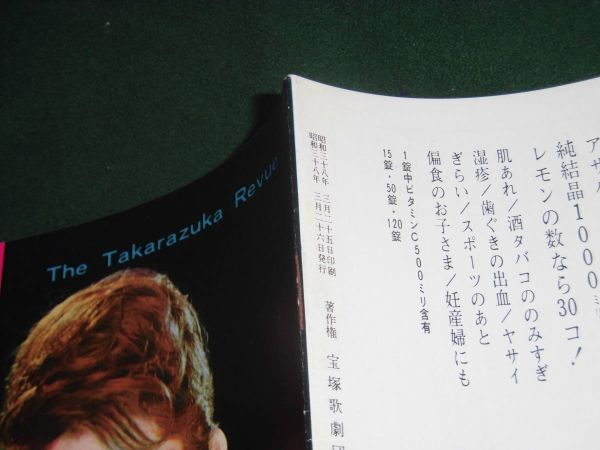 The Takarazuka Revue
純結晶1000ミリ
レモンの数なら30コ!
肌あれ/酒タバコののみすぎ
湿疹/歯ぐきの出血/ヤサイ
ぎらい/スポーツのあと
偏食のお子さま/妊産婦にも
1錠中ビタミンC500ミリ含有
15錠・50錠・120錠
昭和三十八年 三月二十五日印刷
昭和三十八年 三月二十六日発行
著作権 宝塚歌劇団